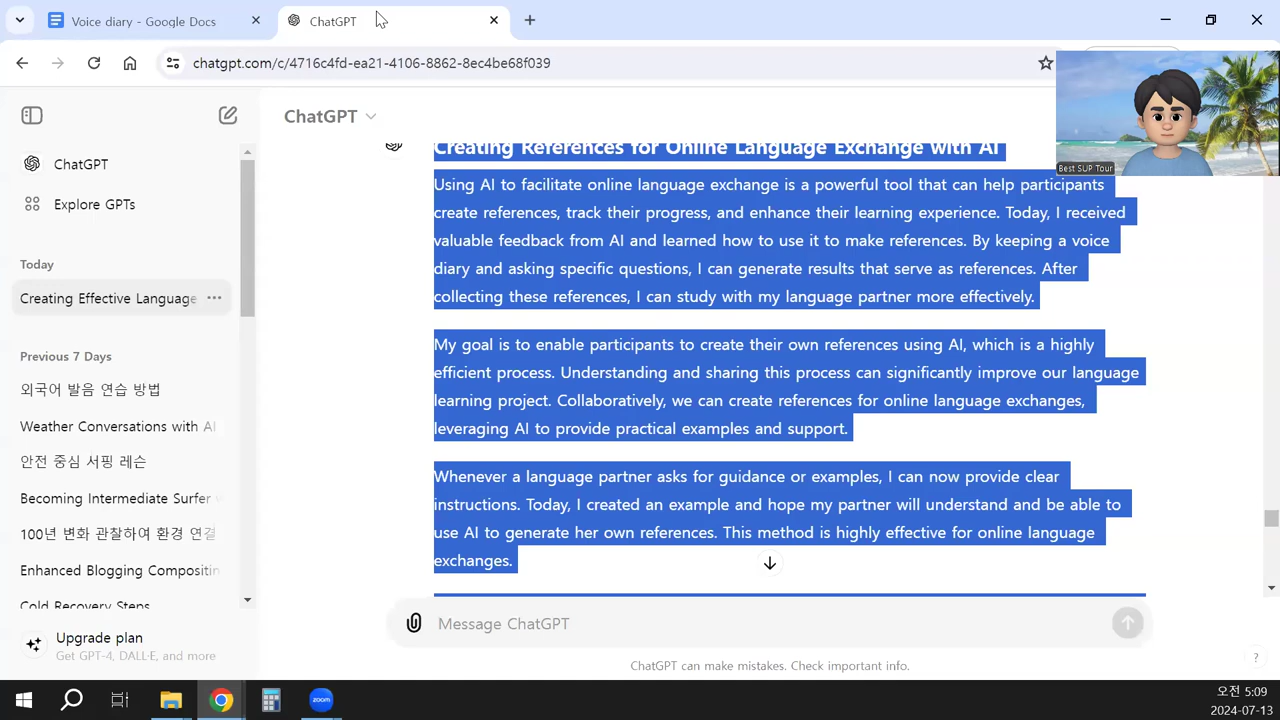 Voice diary - Google Docs
ChatGPT
chatgpt.com/c/4716c4fd-ea21-4106-8862-8ec4be68f039
Best SUP Tour
ChatGPT
ChatGPT
Explore GPTs
Today
Creating Effective Language
Previous 7 Days
외국어 발음 연습 방법
Weather Conversations with AI
안전 중심 서핑 레슨
Becoming Intermediate Surfer
100년 변화 관찰하여 환경 연결
Enhanced Blogging Compositin
Cold Recovery Steps
Upgrade plan
Get GPT-4, DALL·E, and more
Creating References for Online Language Exchange with AI
Using AI to facilitate online language exchange is a powerful tool that can help participants
create references, track their progress, and enhance their learning experience. Today, I received
valuable feedback from AI and learned how to use it to make references. By keeping a voice
diary and asking specific questions, I can generate results that serve as references. After
collecting these references, I can study with my language partner more effectively.
My goal is to enable participants to create their own references using AI, which is a highly
efficient process. Understanding and sharing this process can significantly improve our language
learning project. Collaboratively, we can create references for online language exchanges,
leveraging AI to provide practical examples and support.
Whenever a language partner asks for guidance or examples, I can now provide clear
instructions. Today, I created an example and hope my partner will understand and be able to
use AI to generate her own references. This method is highly effective for online language
exchanges.
Message ChatGPT
ChatGPT can make mistakes. Check important info.
?
zoom
오전 5:09
2024-07-13